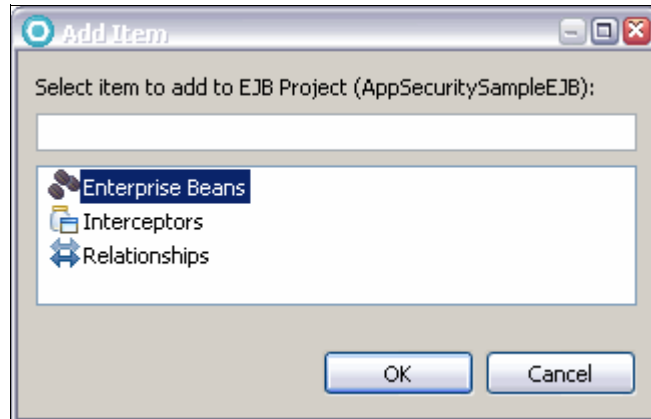 Add Item
Select item to add to EJB Project (AppSecuritySampleEJB):
Enterprise Beans
Interceptors
Relationships
OK Cancel